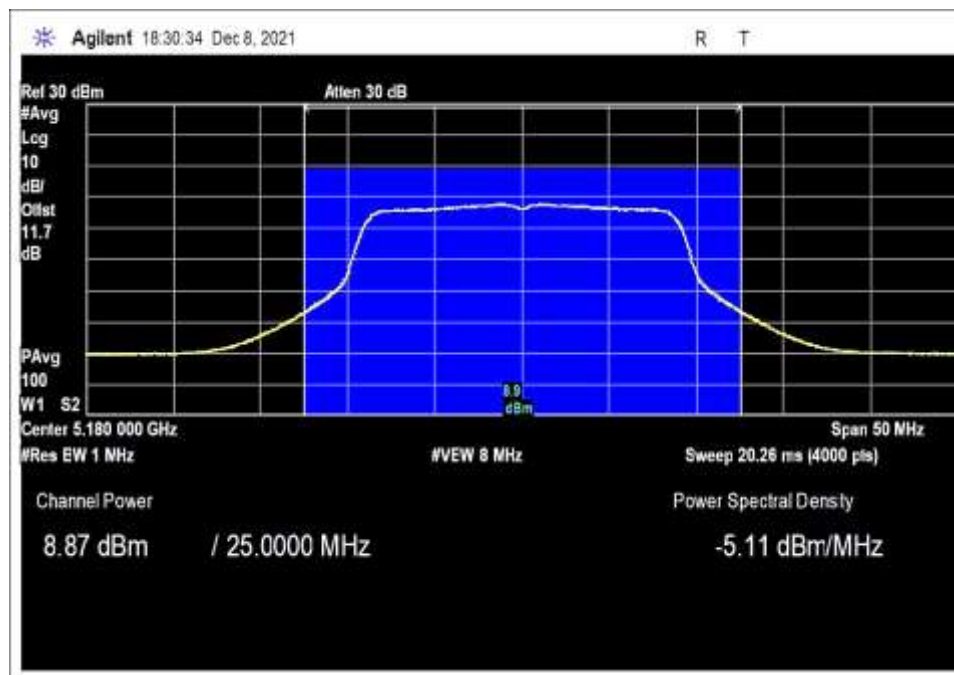 Agilent 18:30:34 Dec 8, 2021 R T
Ref 30 dBm Atten 30 dB
#Avg
Log
10
dB/
Offst
11.7
dB
PAvg
100
W1 S2
8.9
dBm
Center 5.180 000 GHz Span 50 MHz
#Res BW 1 MHz #VBW 8 MHz Sweep 20.26 ms (4000 pts)
Channel Power Power Spectral Density
8.87 dBm / 25.0000 MHz -5.11 dBm/MHz